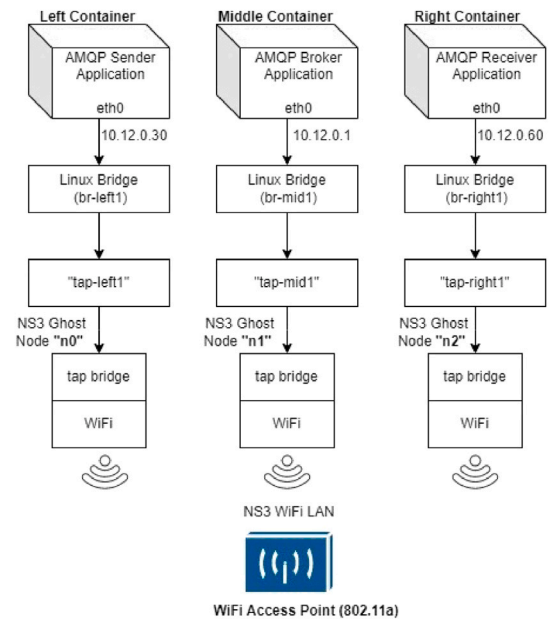 Left Container
Middle Container
Right Container
AMQP Sender
Application
eth0
AMQP Broker
Application
eth0
AMQP Receiver
Application
eth0
10.12.0.30
10.12.0.1
10.12.0.60
Linux Bridge
(br-left1)
Linux Bridge
(br-mid1)
Linux Bridge
(br-right1)
"tap-left1"
"tap-mid1"
"tap-right1"
NS3 Ghost
Node "n0"
NS3 Ghost
Node "n1"
NS3 Ghost
Node "n2"
tap bridge
WiFi
tap bridge
WiFi
tap bridge
WiFi
NS3 WiFi LAN
WiFi Access Point (802.11a)